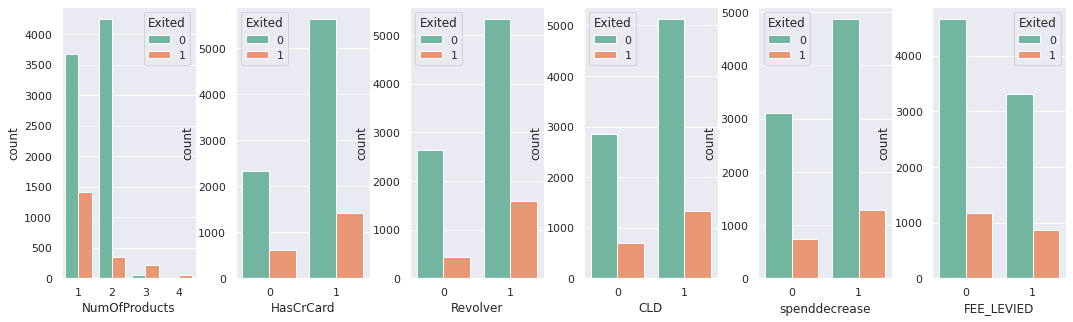 Exited
0
1
4000
3500
3000
2500
2000
1500
1000
500
0
count
1 2 3 4
NumOfProducts
Exited
0
1
5000
4000
3000
2000
1000
0
count
0 1
HasCrCard
Exited
0
1
5000
4000
3000
2000
1000
0
count
0 1
Revolver
Exited
0
1
5000
4000
3000
2000
1000
0
count
0 1
CLD
Exited
0
1
5000
4000
3000
2000
1000
0
count
0 1
spenddecrease
Exited
0
1
4000
3000
2000
1000
0
count
0 1
FEE_LEVIED